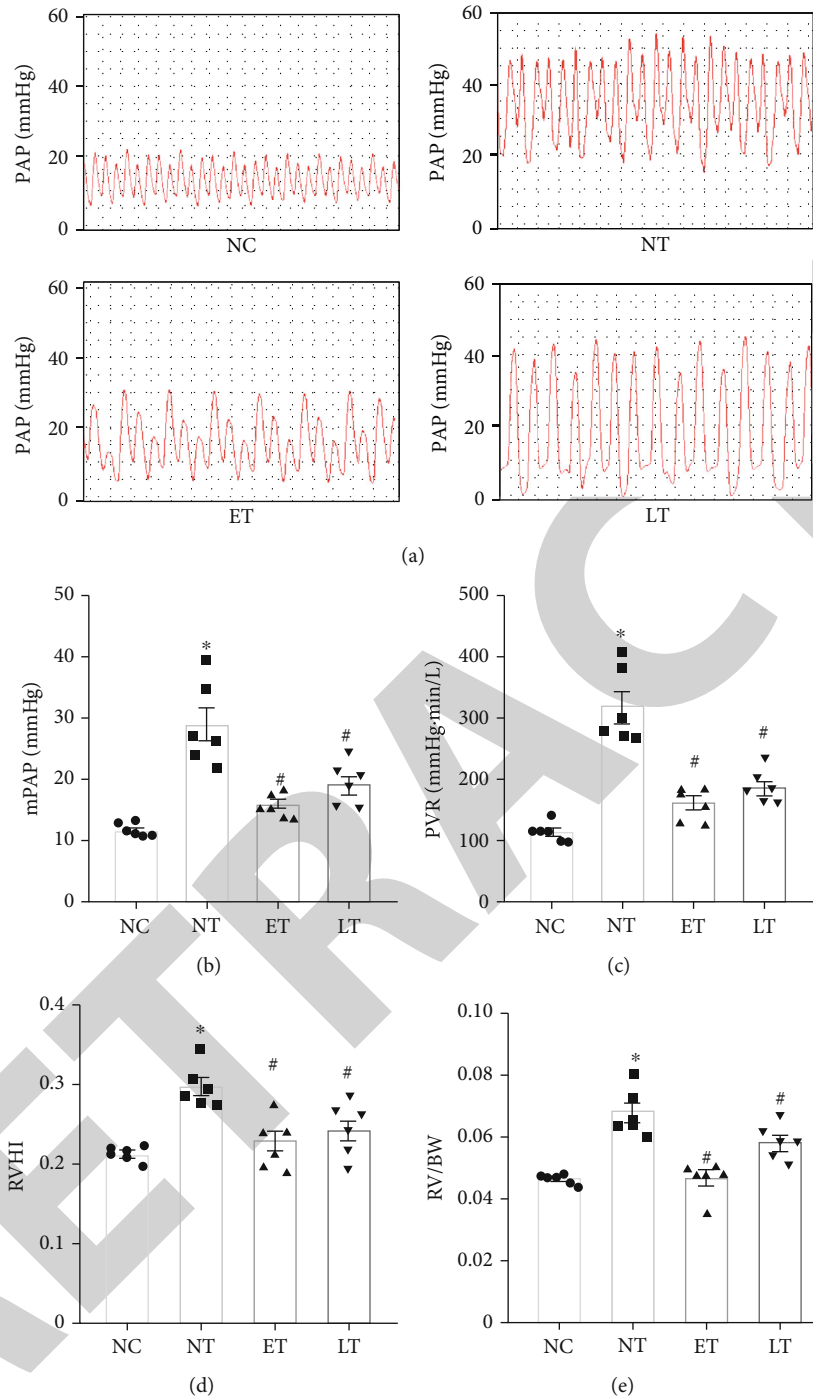 60
40
20
0
PAP (mmHg)
NC
60
40
20
0
PAP (mmHg)
NT
60
40
20
0
PAP (mmHg)
ET
60
40
20
0
PAP (mmHg)
LT
(a)
50
40
30
20
10
0
mPAP (mmHg)
*
#
#
NC NT ET LT
(b)
500
400
300
200
100
0
PVR (mmHg·min/L)
*
#
#
NC NT ET LT
(c)
0.4
0.3
0.2
0.1
0
RVHI
*
#
#
NC NT ET LT
(d)
0.10
0.08
0.06
0.04
0.02
0.00
RV/BW
*
#
#
NC NT ET LT
(e)
RETRAC